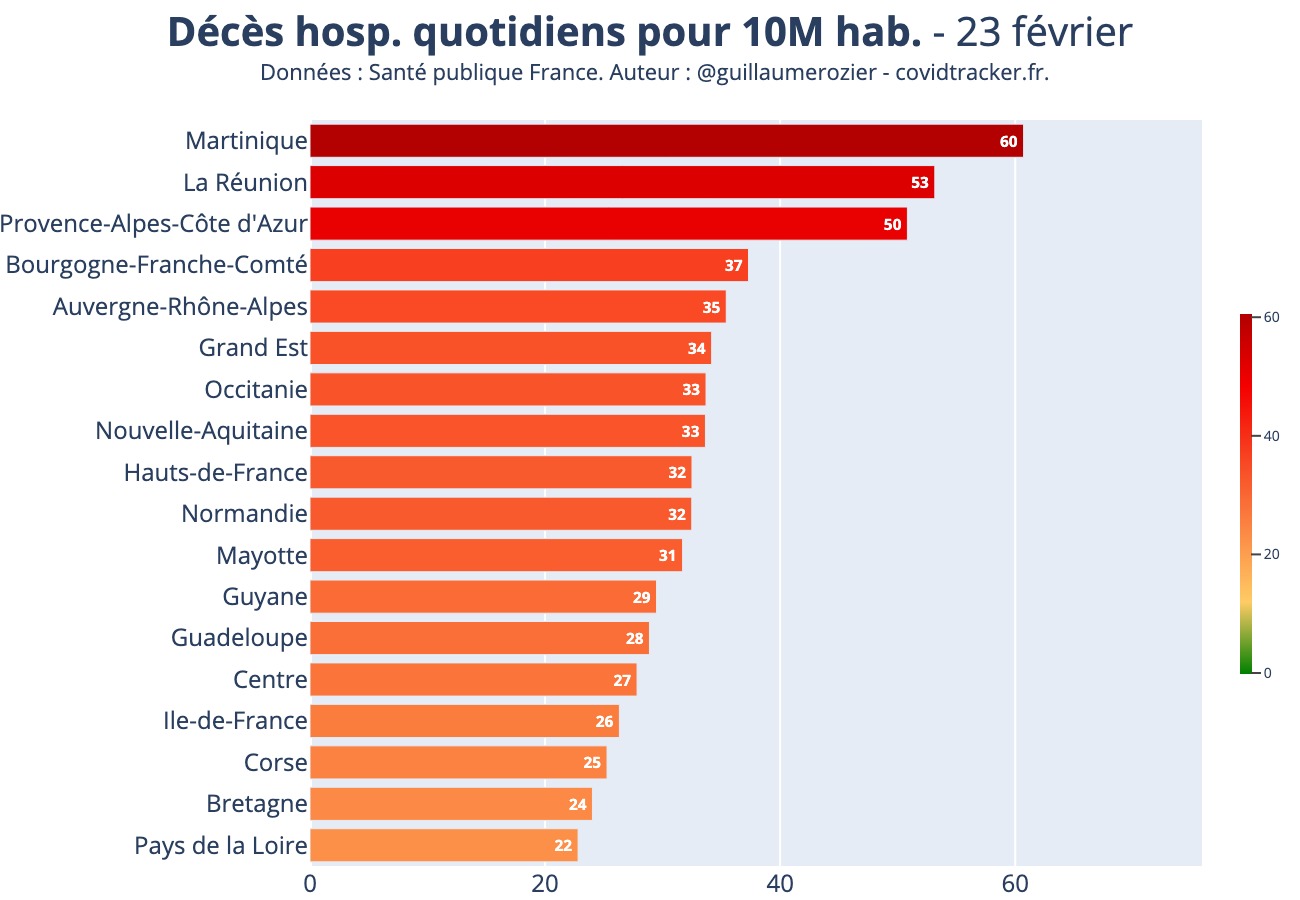 Décès hosp. quotidiens pour 10M hab. - 23 février
Données : Santé publique France. Auteur : @guillaumerozier - covidtracker.fr.
Martinique 60
La Réunion 53
Provence-Alpes-Côte d'Azur 50
Bourgogne-Franche-Comté 37
Auvergne-Rhône-Alpes 35
Grand Est 34
Occitanie 33
Nouvelle-Aquitaine 33
Hauts-de-France 32
Normandie 32
Mayotte 31
Guyane 29
Guadeloupe 28
Centre 27
Ile-de-France 26
Corse 25
Bretagne 24
Pays de la Loire 22
0 20 40 60
60
40
20
0